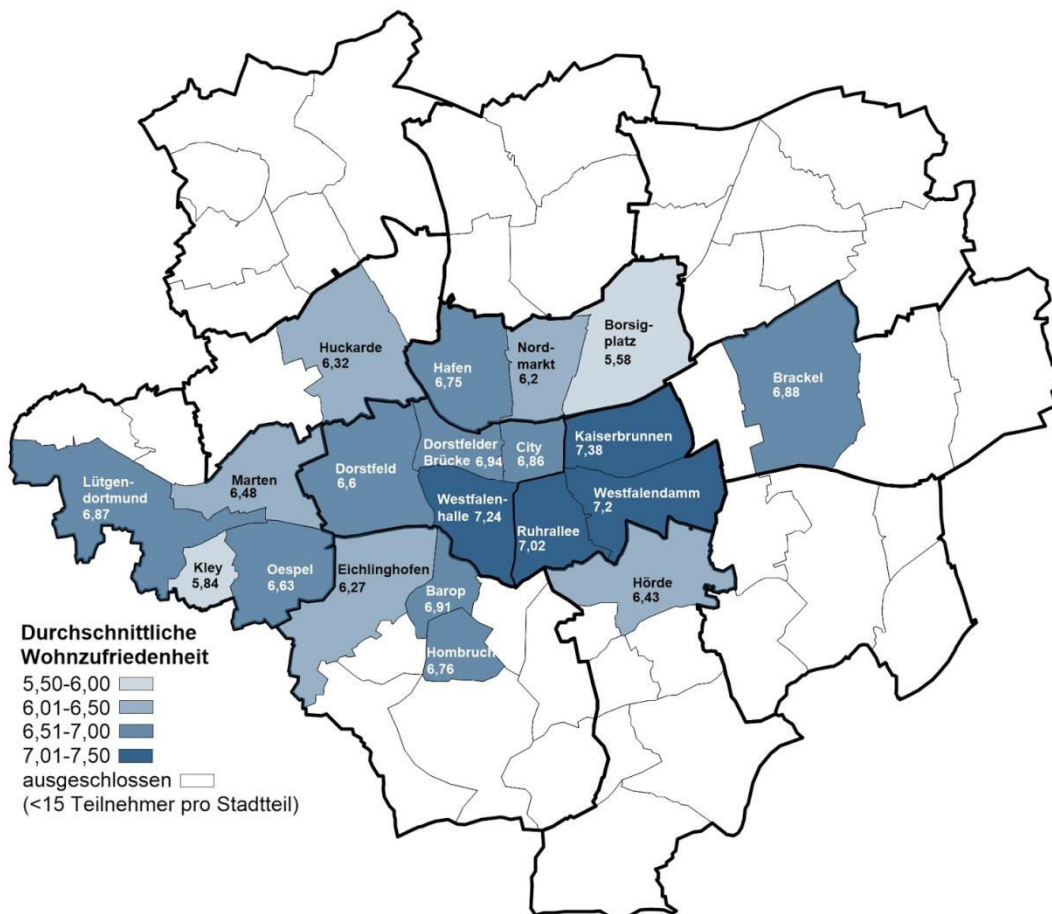 Huckarde
6,32
Hafen
6,75
Nord-
markt
6,2
Borsig-
platz
5,58
Brackel
6,88
Lütgen-
dortmund
6,87
Marten
6,48
Dorstfeld
6,6
Dorstfelder
Brücke 6,94
City
6,86
Kaiserbrunnen
7,38
Westfalen-
halle 7,24
Ruhrallee
7,02
Westfalendamm
7,2
Kley
5,84
Oespel
6,63
Eichlinghofen
6,27
Barop
6,91
Hombruch
6,76
Hörde
6,43
Durchschnittliche
Wohnzufriedenheit
5,50-6,00
6,01-6,50
6,51-7,00
7,01-7,50
ausgeschlossen
(<15 Teilnehmer pro Stadtteil)